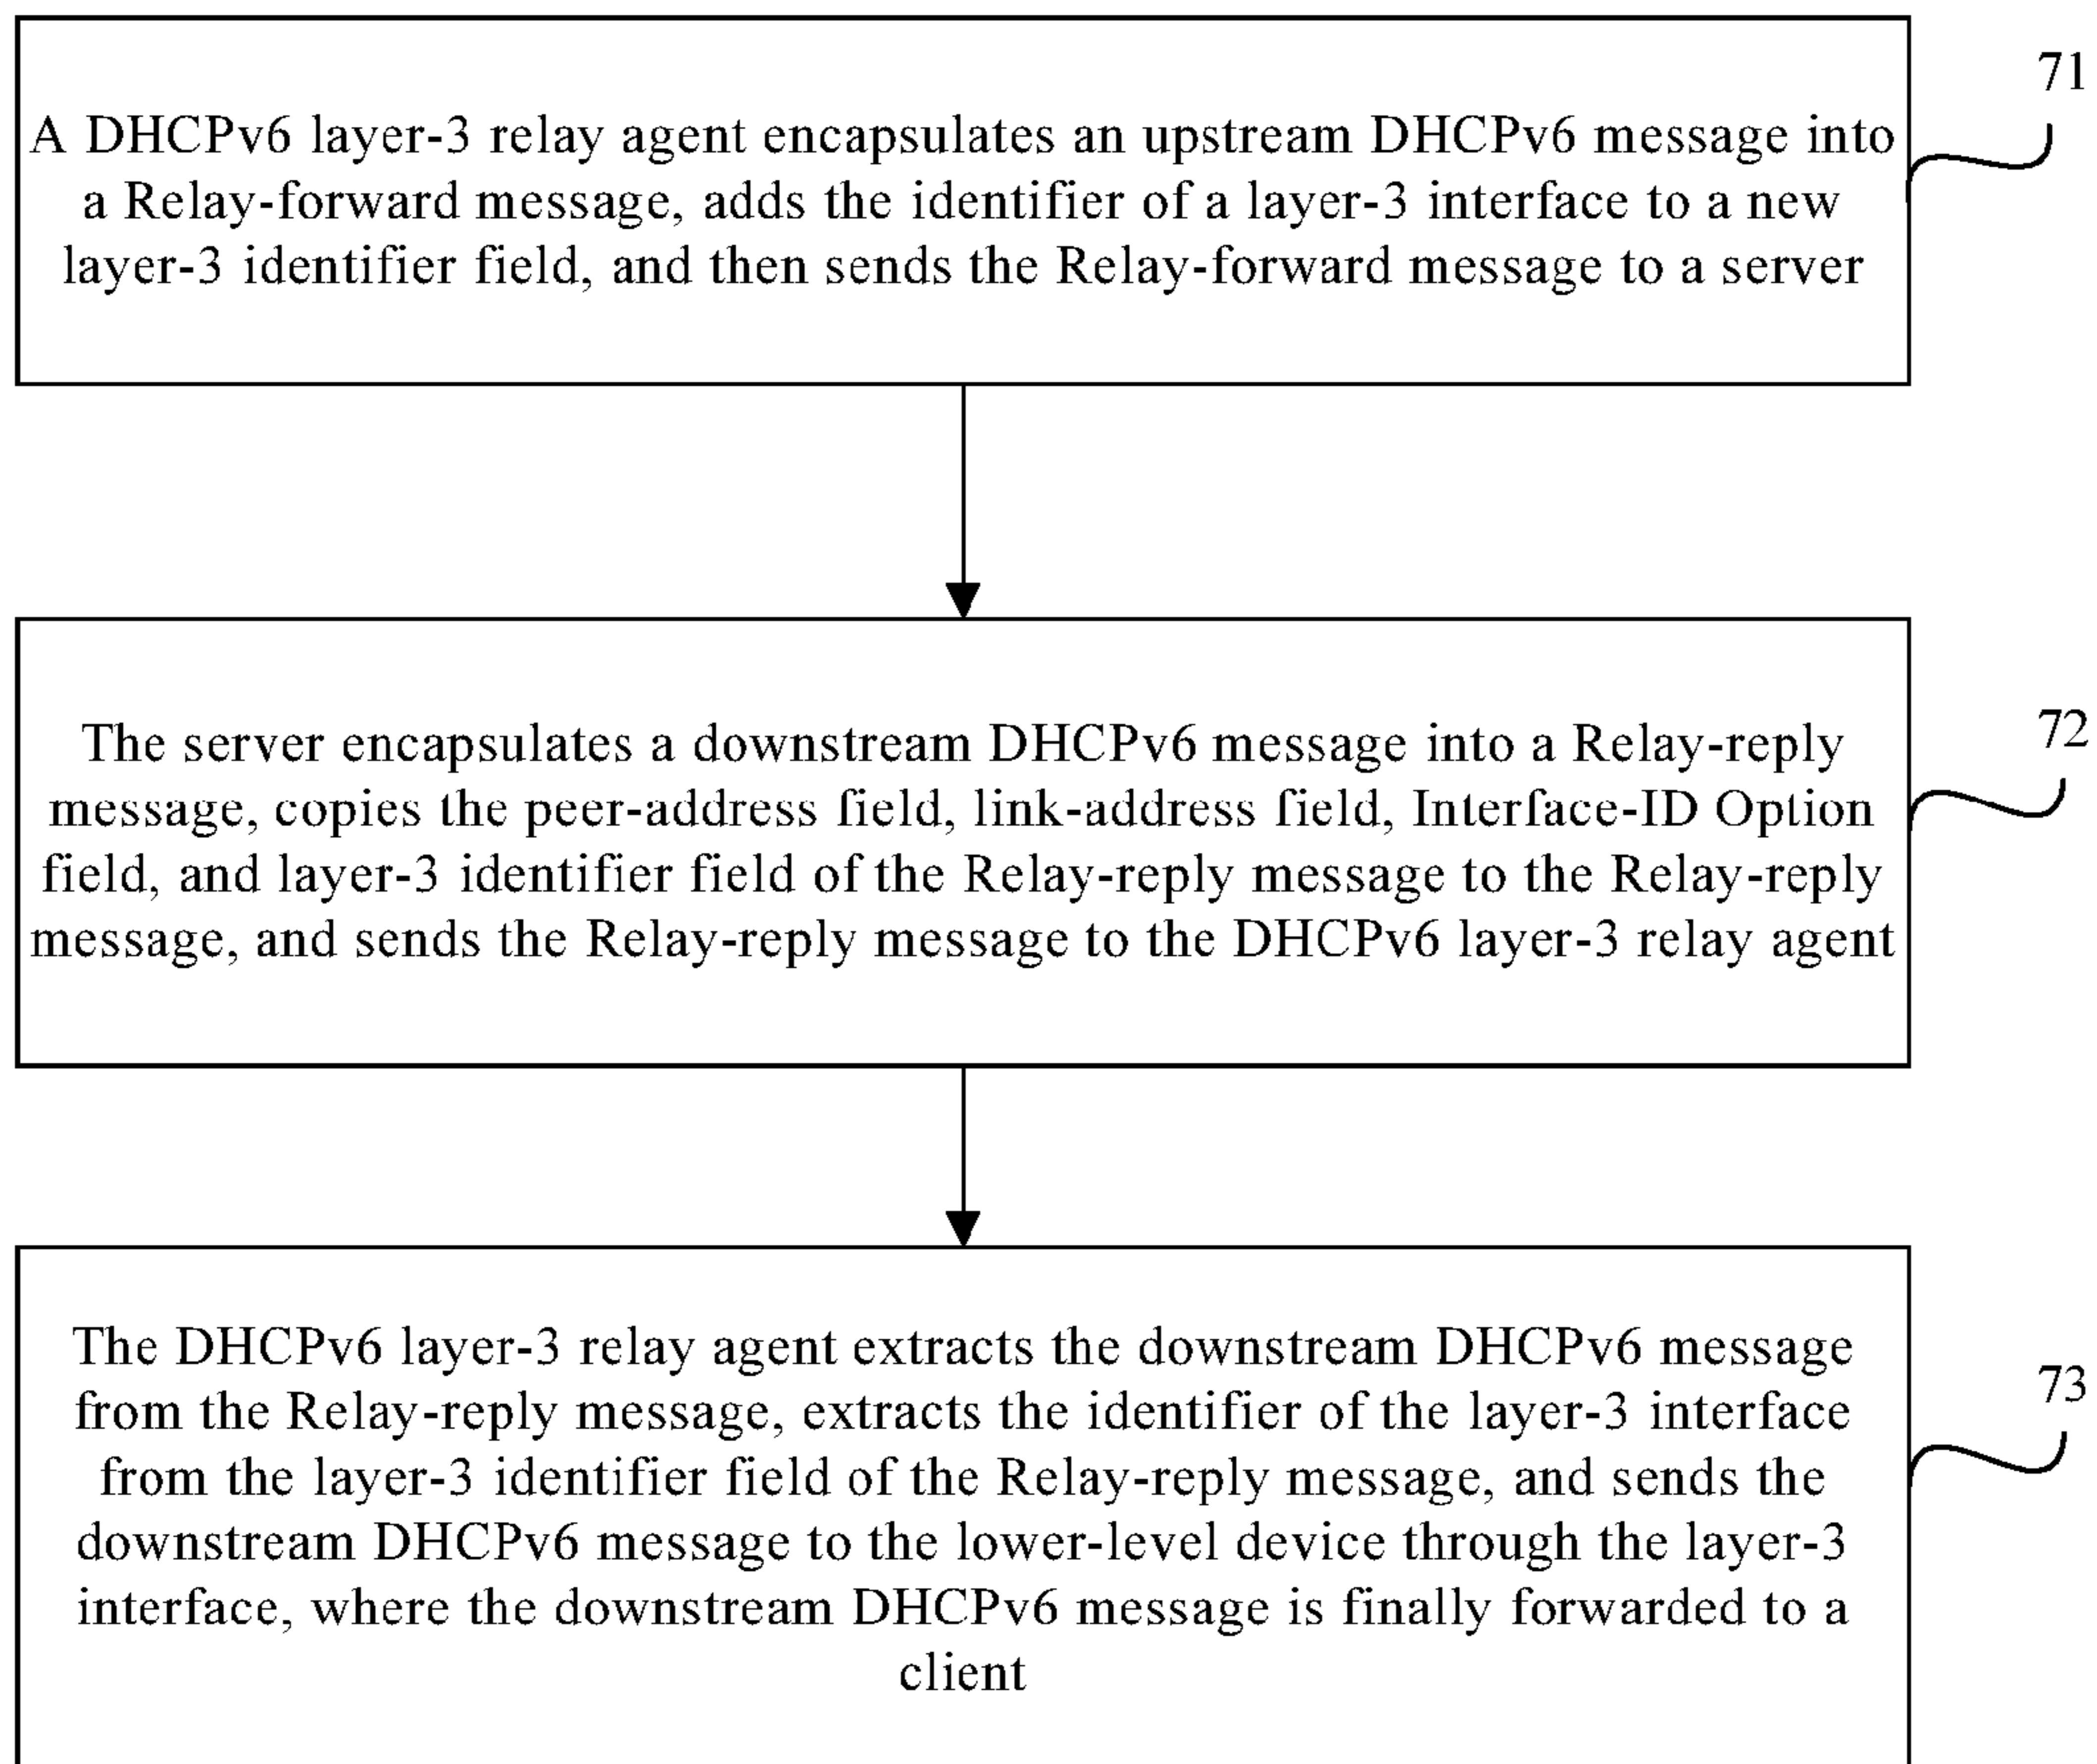 71
A DHCPv6 layer-3 relay agent encapsulates an upstream DHCPv6 message into
a Relay-forward message, adds the identifier of a layer-3 interface to a new
layer-3 identifier field, and then sends the Relay-forward message to a server
72
The server encapsulates a downstream DHCPv6 message into a Relay-reply
message, copies the peer-address field, link-address field, Interface-ID Option
field, and layer-3 identifier field of the Relay-reply message to the Relay-reply
message, and sends the Relay-reply message to the DHCPv6 layer-3 relay agent
73
The DHCPv6 layer-3 relay agent extracts the downstream DHCPv6 message
from the Relay-reply message, extracts the identifier of the layer-3 interface
from the layer-3 identifier field of the Relay-reply message, and sends the
downstream DHCPv6 message to the lower-level device through the layer-3
interface, where the downstream DHCPv6 message is finally forwarded to a
client